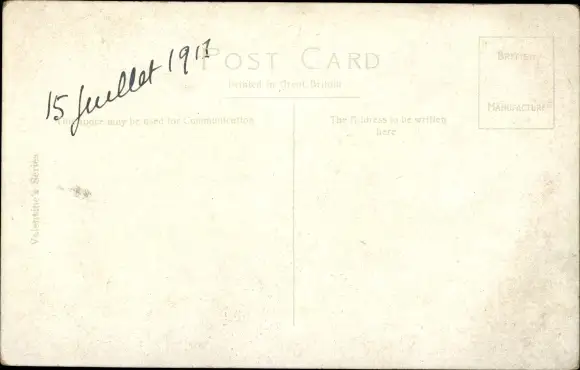 15 Juillet 1917
POST CARD
Printed in Great Britain
This space may be used for Communication
The Address to be written
here
BRITISH
MANUFACTURE
Valentine's Series